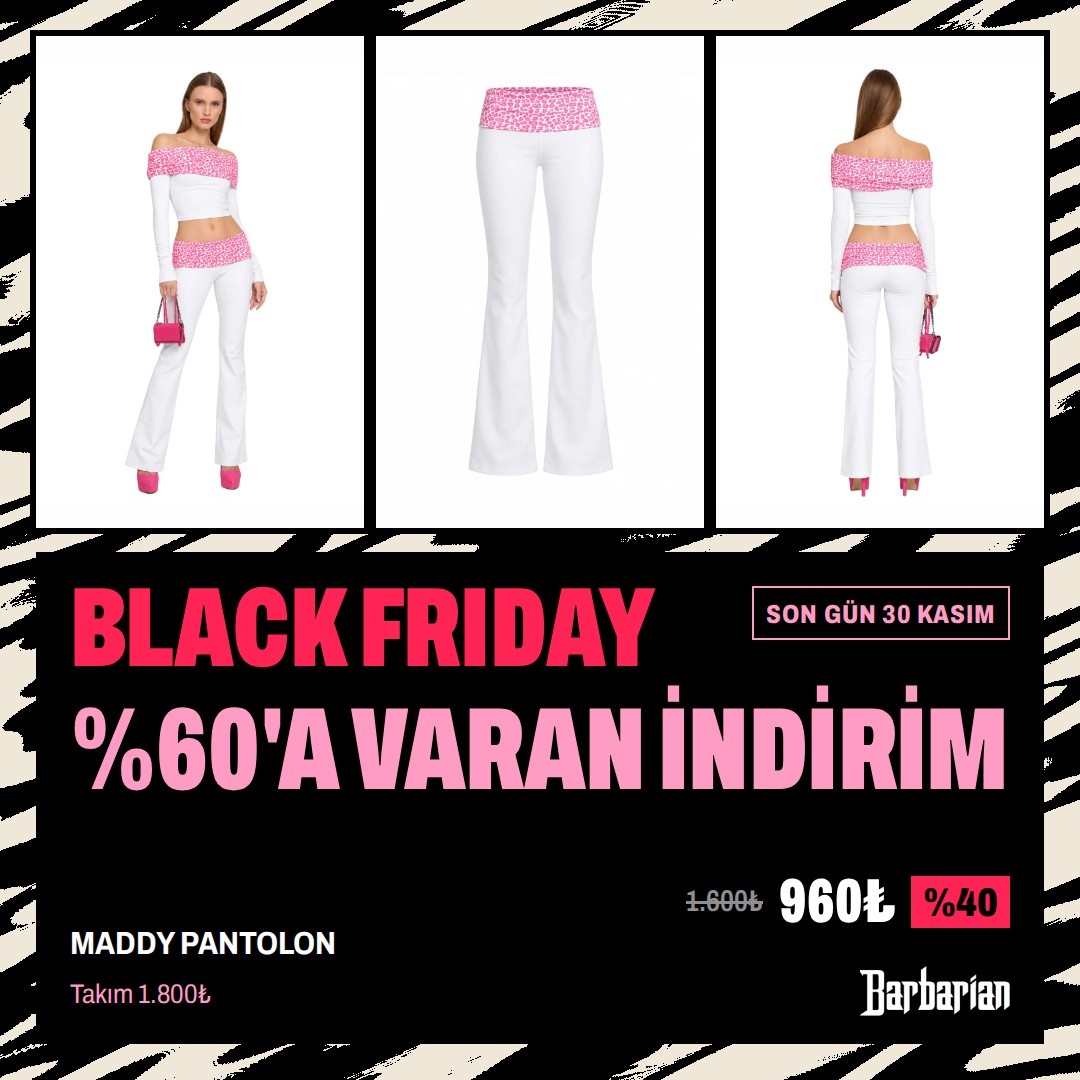 BLACK FRIDAY
SON GÜN 30 KASIM
%60'A VARAN İNDİRİM
1.600₺ 960₺ %40
MADDY PANTOLON
Takım 1.800₺
Barbarian